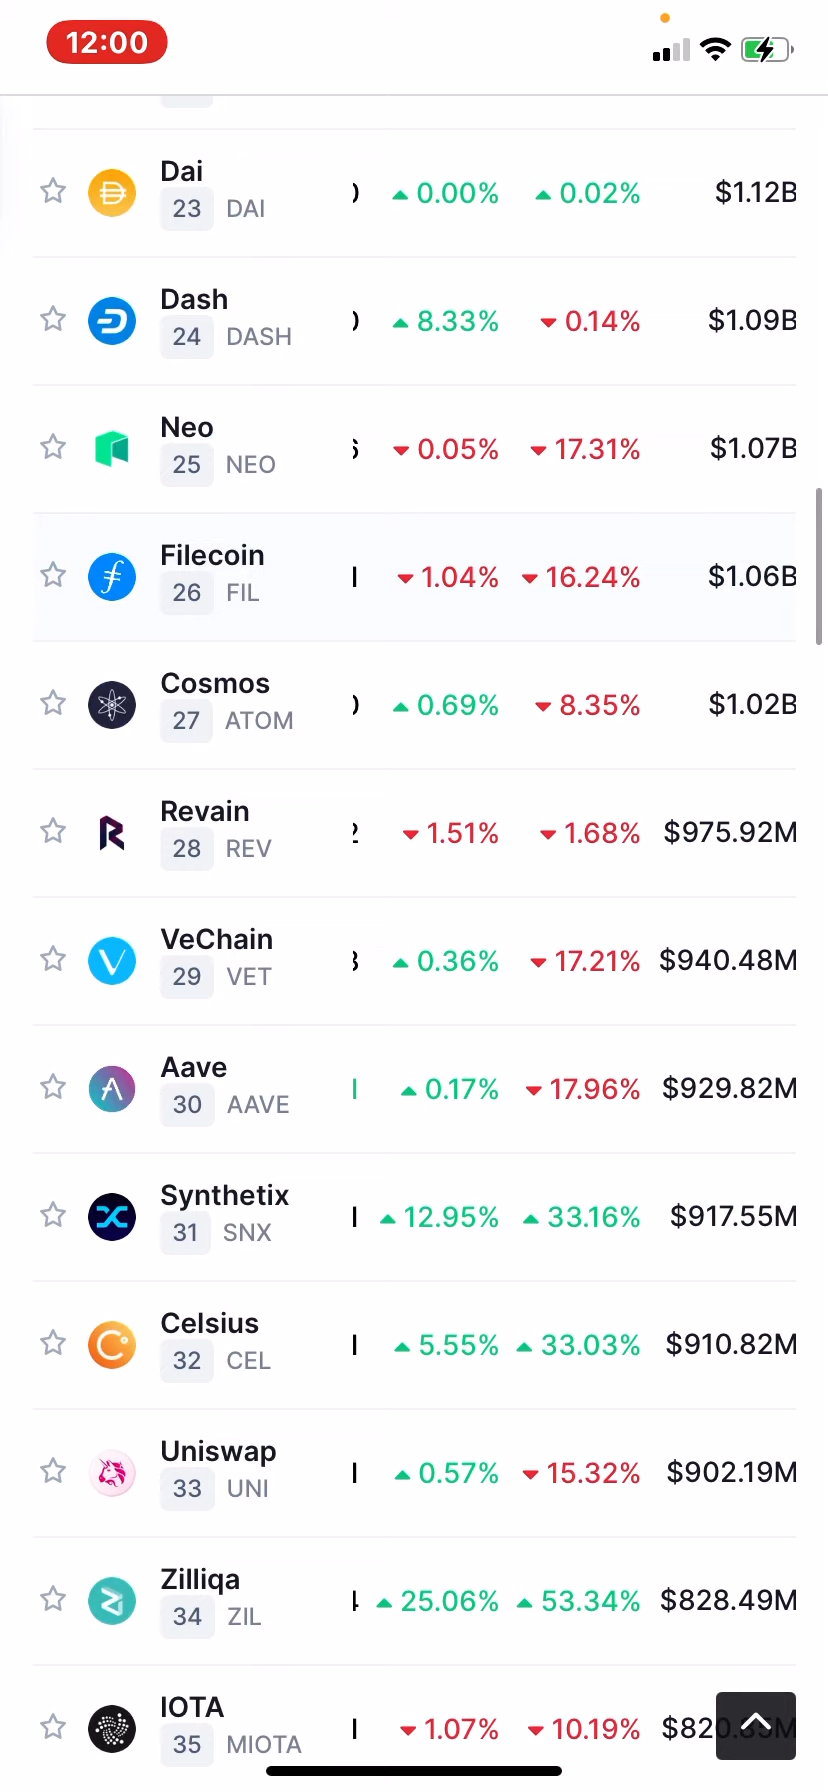 12:00
Dai
23 DAI 0.00% 0.02% $1.12B
Dash
24 DASH 8.33% 0.14% $1.09B
Neo
25 NEO 0.05% 17.31% $1.07B
Filecoin
26 FIL 1.04% 16.24% $1.06B
Cosmos
27 ATOM 0.69% 8.35% $1.02B
Revain
28 REV 1.51% 1.68% $975.92M
VeChain
29 VET 0.36% 17.21% $940.48M
Aave
30 AAVE 0.17% 17.96% $929.82M
Synthetix
31 SNX 12.95% 33.16% $917.55M
Celsius
32 CEL 5.55% 33.03% $910.82M
Uniswap
33 UNI 0.57% 15.32% $902.19M
Zilliqa
34 ZIL 25.06% 53.34% $828.49M
IOTA
35 MIOTA 1.07% 10.19%